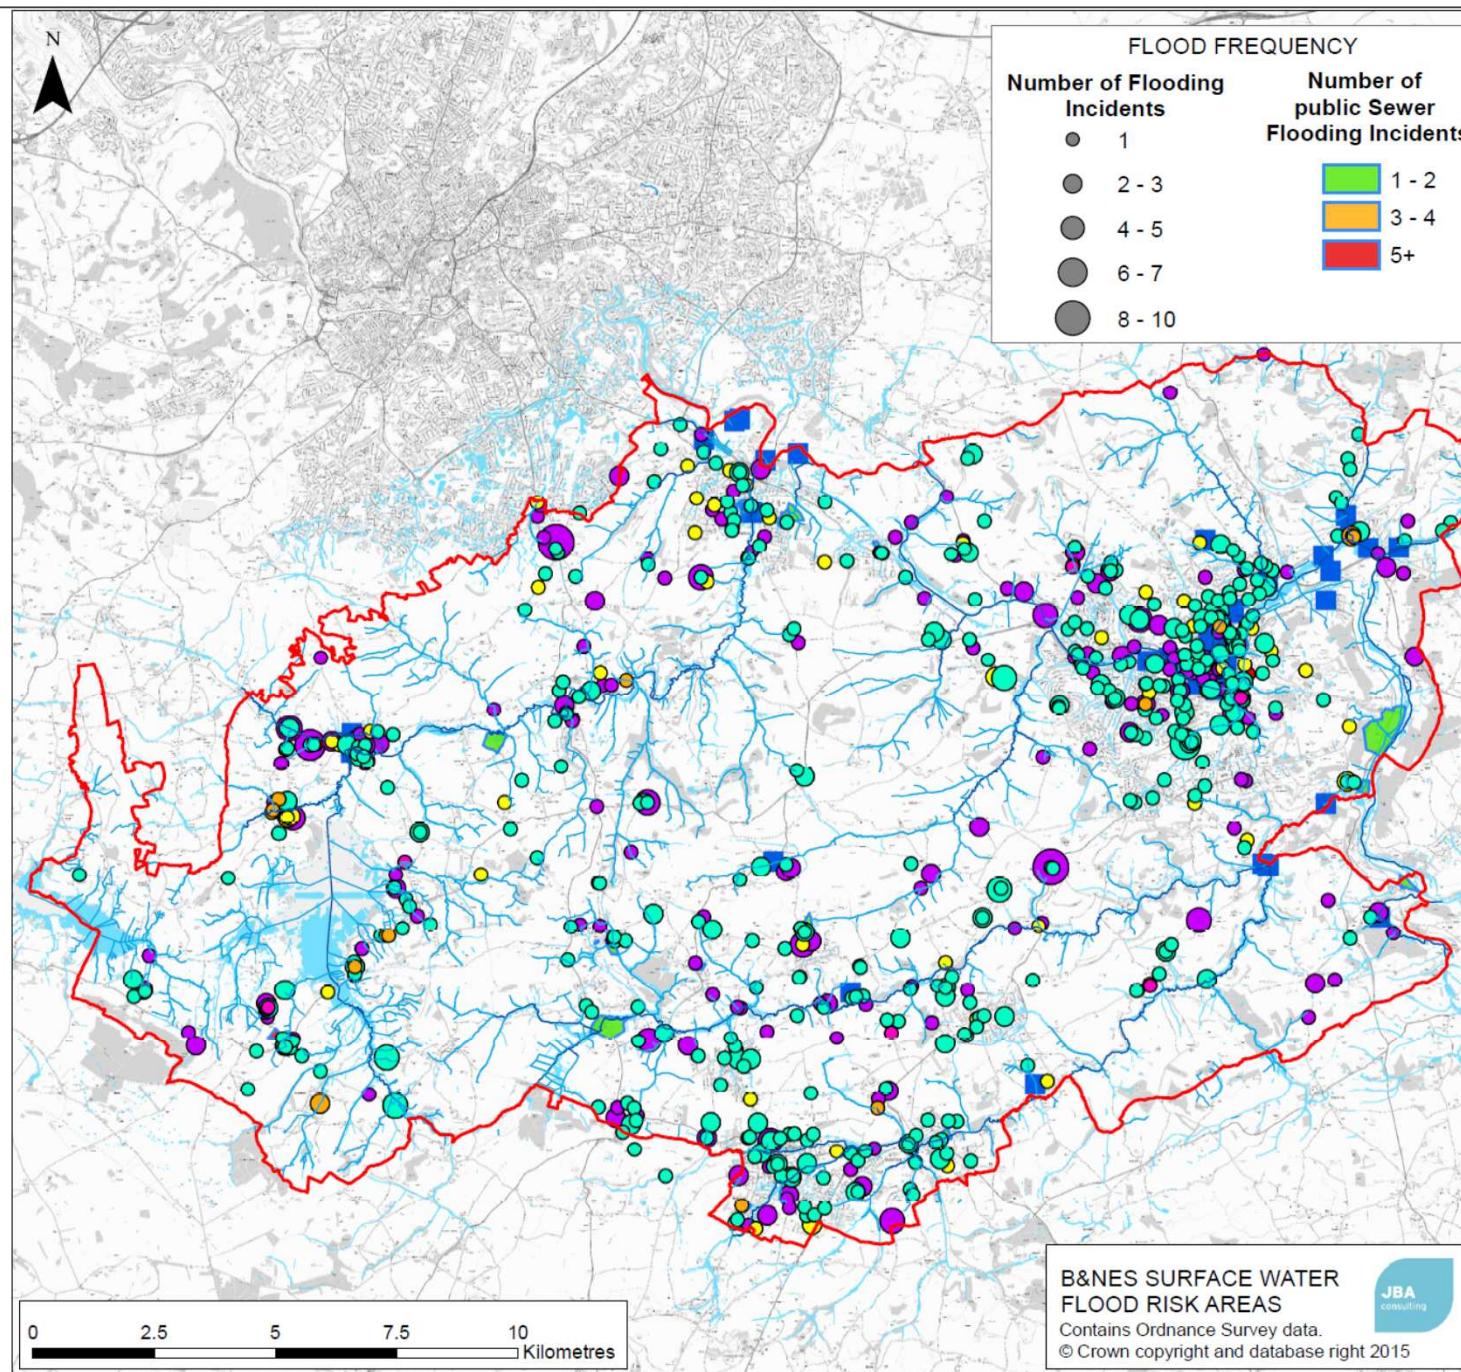 N
FLOOD FREQUENCY
Number of Flooding
Incidents
1
2 - 3
4 - 5
6 - 7
8 - 10
Number of
public Sewer
Flooding Incidents
1 - 2
3 - 4
5+
0 2.5 5 7.5 10
Kilometres
B&NES SURFACE WATER
FLOOD RISK AREAS
Contains Ordnance Survey data.
© Crown copyright and database right 2015
JBA
consulting